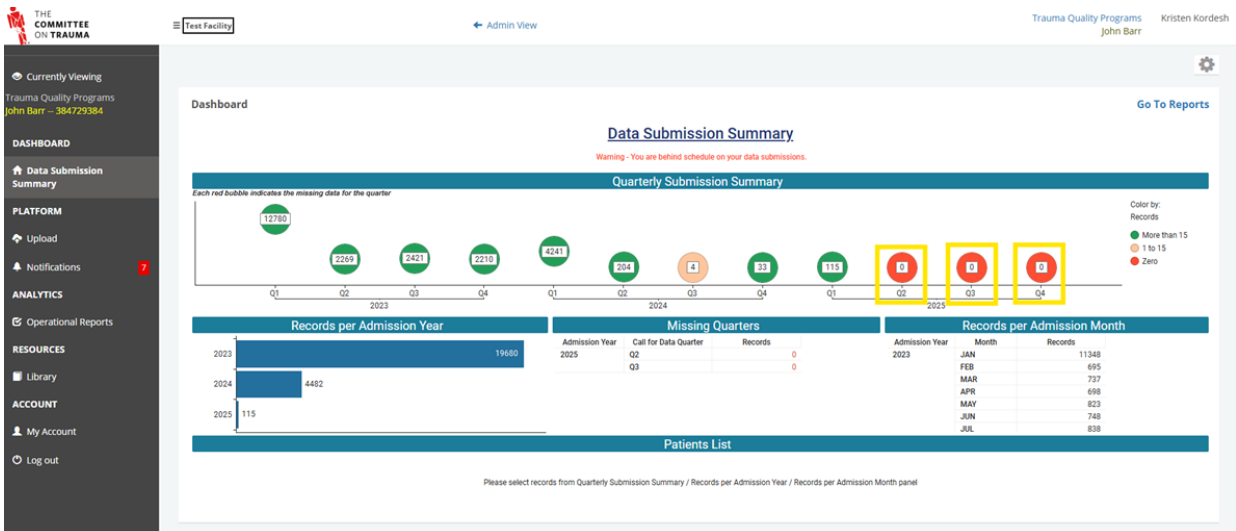 THE
COMMITTEE
ON TRAUMA
Test Facility
Admin View
Trauma Quality Programs
John Barr
Kristen Kordesh
Currently Viewing
Trauma Quality Programs
John Barr -- 384729384
DASHBOARD
Data Submission
Summary
PLATFORM
Upload
Notifications 7
ANALYTICS
Operational Reports
RESOURCES
Library
ACCOUNT
My Account
Log out
Dashboard
Go To Reports
Data Submission Summary
Warning - You are behind schedule on your data submissions.
Quarterly Submission Summary
Each red bubble indicates the missing data for the quarter
12780 2269 2421 2210 4241 204 4 33 115 0 0 0
Q1 Q2 Q3 Q4 Q1 Q2 Q3 Q4 Q1 Q2 Q3 Q4
2023 2024 2025
Color by:
Records
More than 15
1 to 15
Zero
Records per Admission Year
2023 19680
2024 4482
2025 115
Missing Quarters
Admission Year Call for Data Quarter Records
2025 Q2 0
Q3 0
Records per Admission Month
Admission Year Month Records
2023 JAN 11348
FEB 695
MAR 737
APR 698
MAY 823
JUN 748
JUL 838
Patients List
Please select records from Quarterly Submission Summary / Records per Admission Year / Records per Admission Month panel